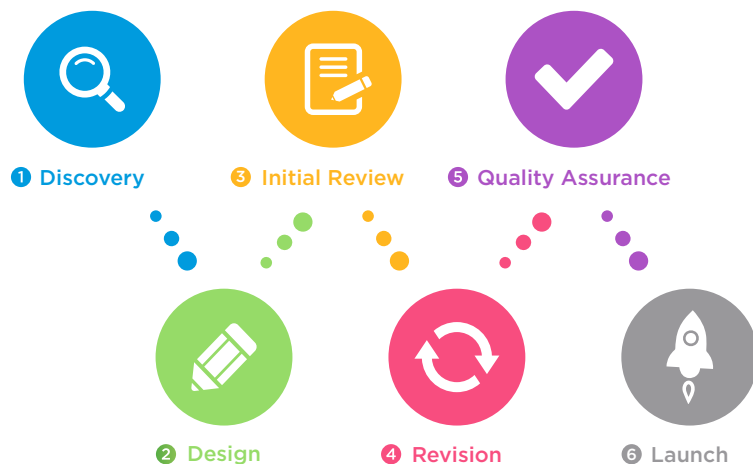 1 Discovery
3 Initial Review
5 Quality Assurance
2 Design
4 Revision
6 Launch